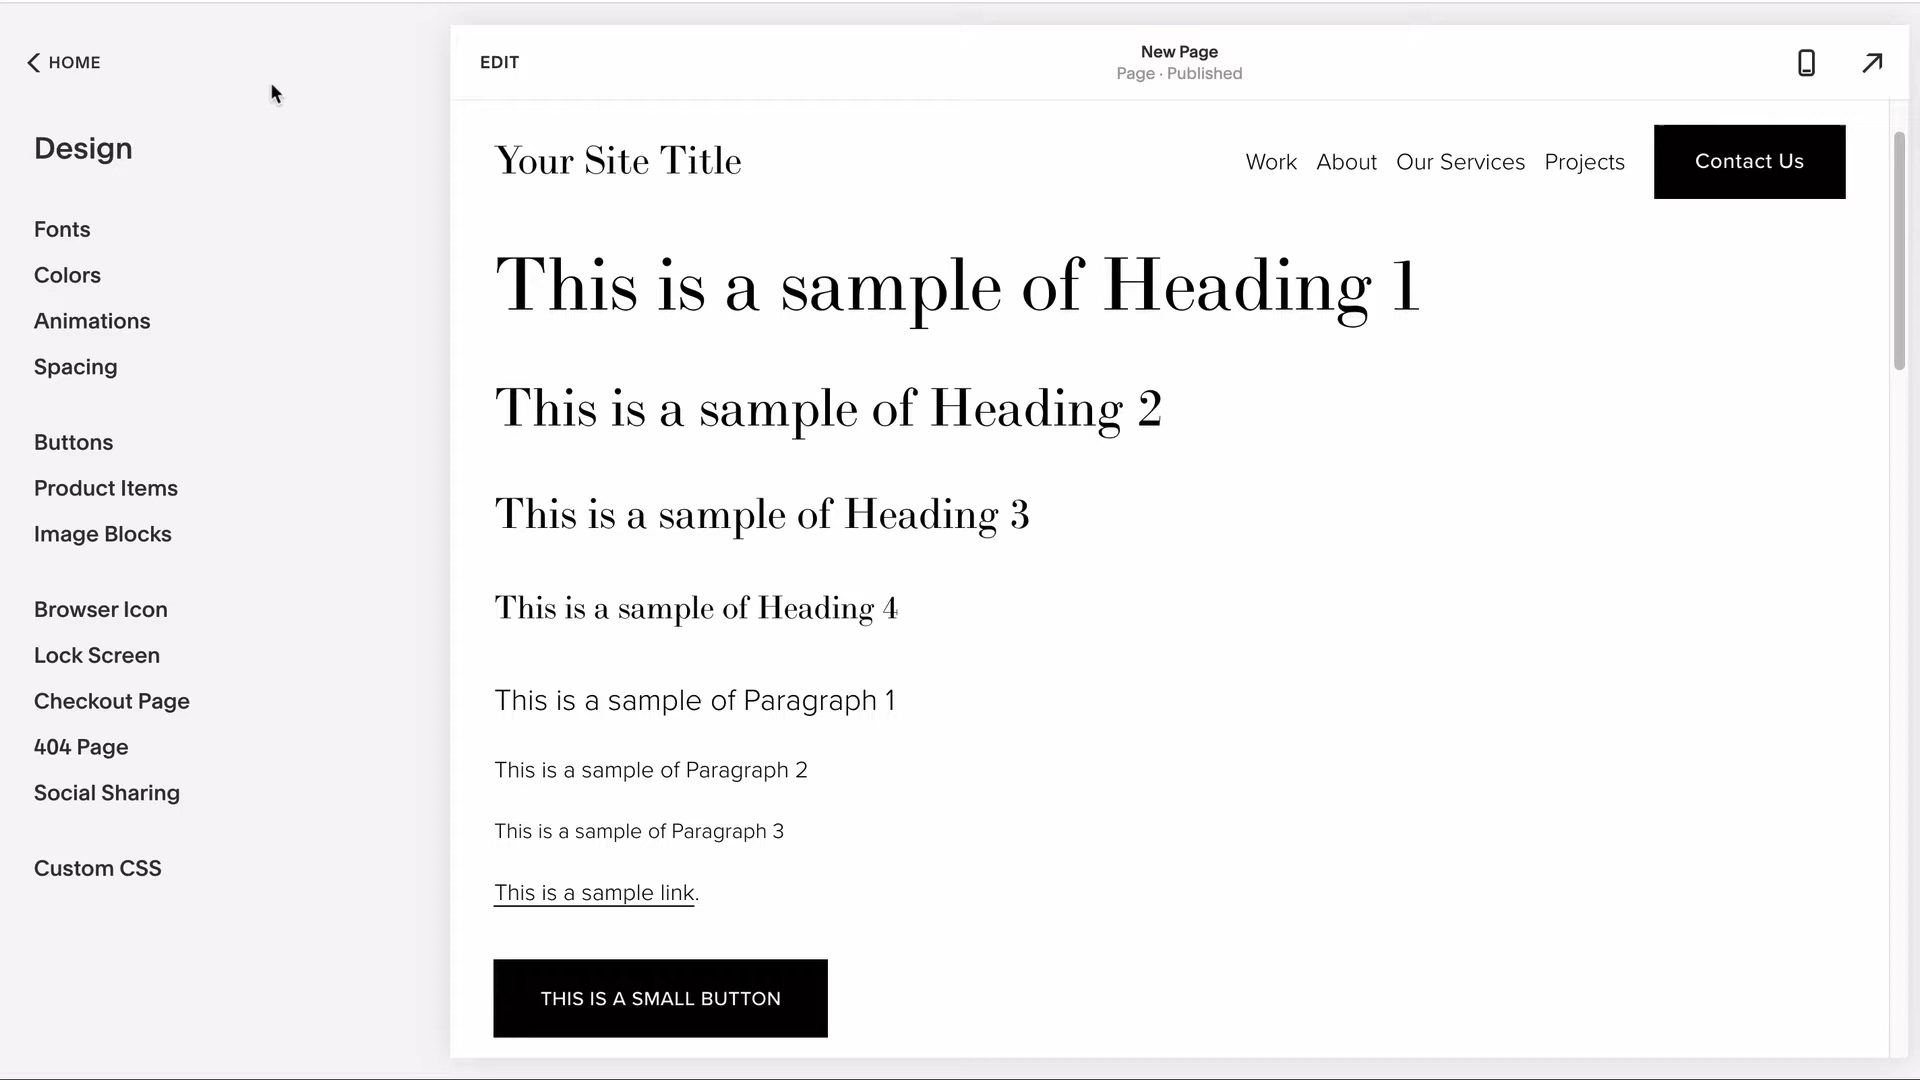 HOME
Design
Fonts
Colors
Animations
Spacing
Buttons
Product Items
Image Blocks
Browser Icon
Lock Screen
Checkout Page
404 Page
Social Sharing
Custom CSS
EDIT
New Page
Page · Published
Your Site Title
Work About Our Services Projects Contact Us
This is a sample of Heading 1
This is a sample of Heading 2
This is a sample of Heading 3
This is a sample of Heading 4
This is a sample of Paragraph 1
This is a sample of Paragraph 2
This is a sample of Paragraph 3
This is a sample link.
THIS IS A SMALL BUTTON